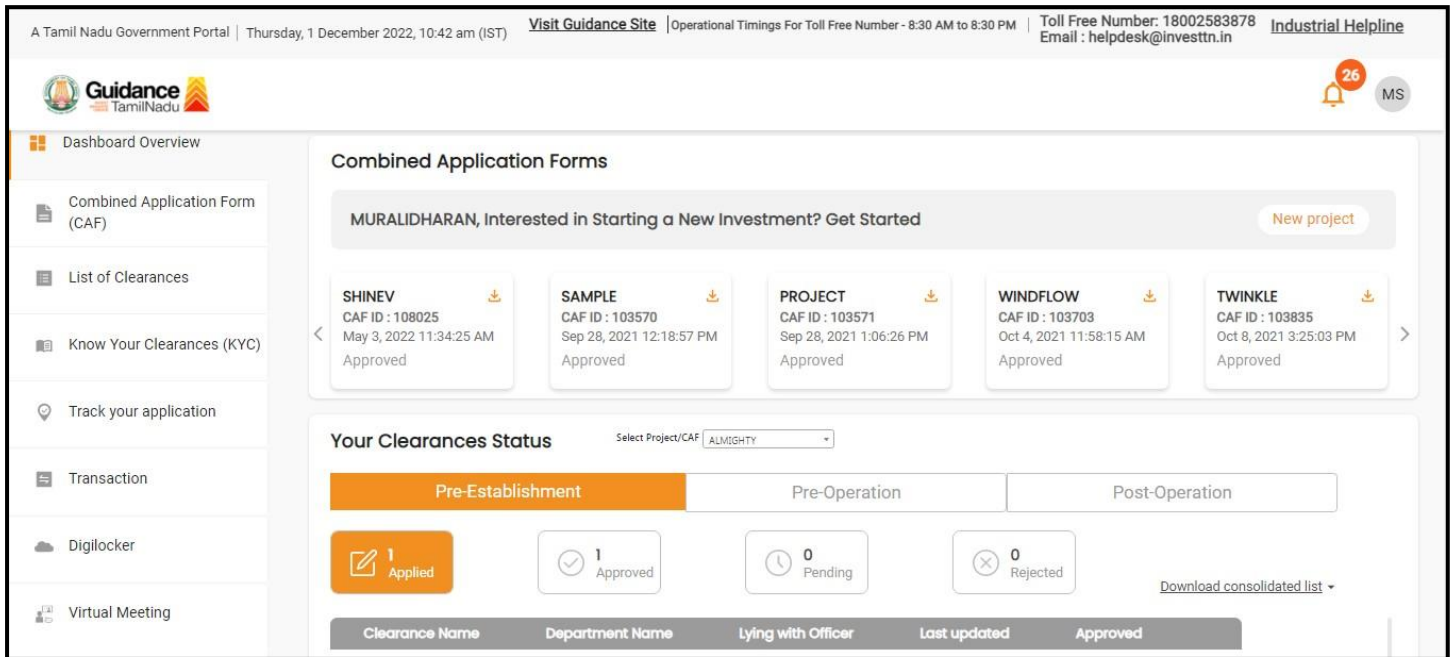 A Tamil Nadu Government Portal | Thursday, 1 December 2022, 10:42 am (IST)
Visit Guidance Site | Operational Timings For Toll Free Number - 8:30 AM to 8:30 PM |
Toll Free Number: 18002583878
Email : helpdesk@investtn.in
Industrial Helpline
Guidance
TamilNadu
26
MS
Dashboard Overview
Combined Application Form
(CAF)
List of Clearances
Know Your Clearances (KYC)
Track your application
Transaction
Digilocker
Virtual Meeting
Combined Application Forms
MURALIDHARAN, Interested in Starting a New Investment? Get Started
New project
SHINEV
CAF ID : 108025
May 3, 2022 11:34:25 AM
Approved
SAMPLE
CAF ID : 103570
Sep 28, 2021 12:18:57 PM
Approved
PROJECT
CAF ID : 103571
Sep 28, 2021 1:06:26 PM
Approved
WINDFLOW
CAF ID : 103703
Oct 4, 2021 11:58:15 AM
Approved
TWINKLE
CAF ID : 103835
Oct 8, 2021 3:25:03 PM
Approved
Your Clearances Status
Select Project/CAF ALMIGHTY
Pre-Establishment
Pre-Operation
Post-Operation
1
Applied
1
Approved
0
Pending
0
Rejected
Download consolidated list
Clearance Name Department Name Lying with Officer Last updated Approved